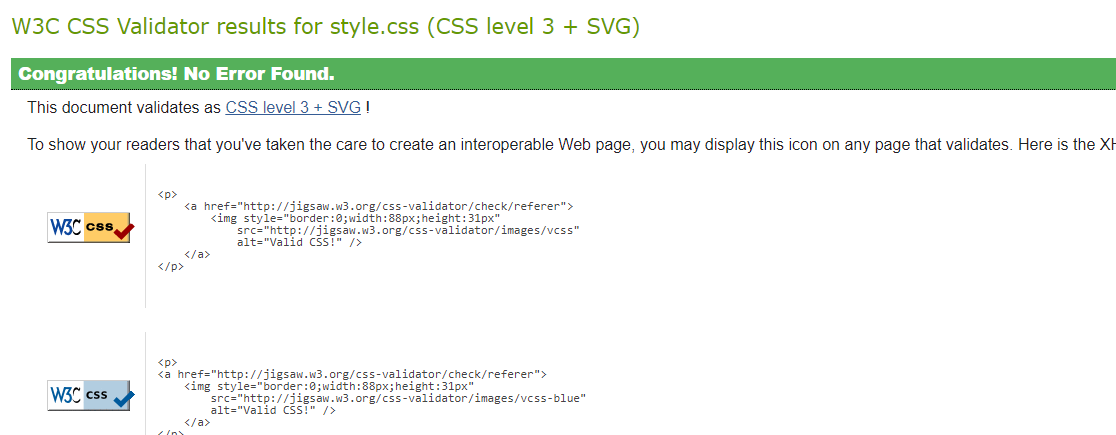 W3C CSS Validator results for style.css (CSS level 3 + SVG)
Congratulations! No Error Found.
This document validates as CSS level 3 + SVG !
To show your readers that you've taken the care to create an interoperable Web page, you may display this icon on any page that validates. Here is the XH
<p>
<a href="http://jigsaw.w3.org/css-validator/check/referer">
<img style="border:0;width:88px;height:31px"
W3C css
src="http://jigsaw.w3.org/css-validator/images/vcss"
alt="Valid CSS!" />
</a>
</p>
<p>
<a href="http://jigsaw.w3.org/css-validator/check/referer">
<img style="border:0;width:88px;height:31px"
W3C css
src="http://jigsaw.w3.org/css-validator/images/vcss-blue"
alt="Valid CSS!" />
</a>
</p>